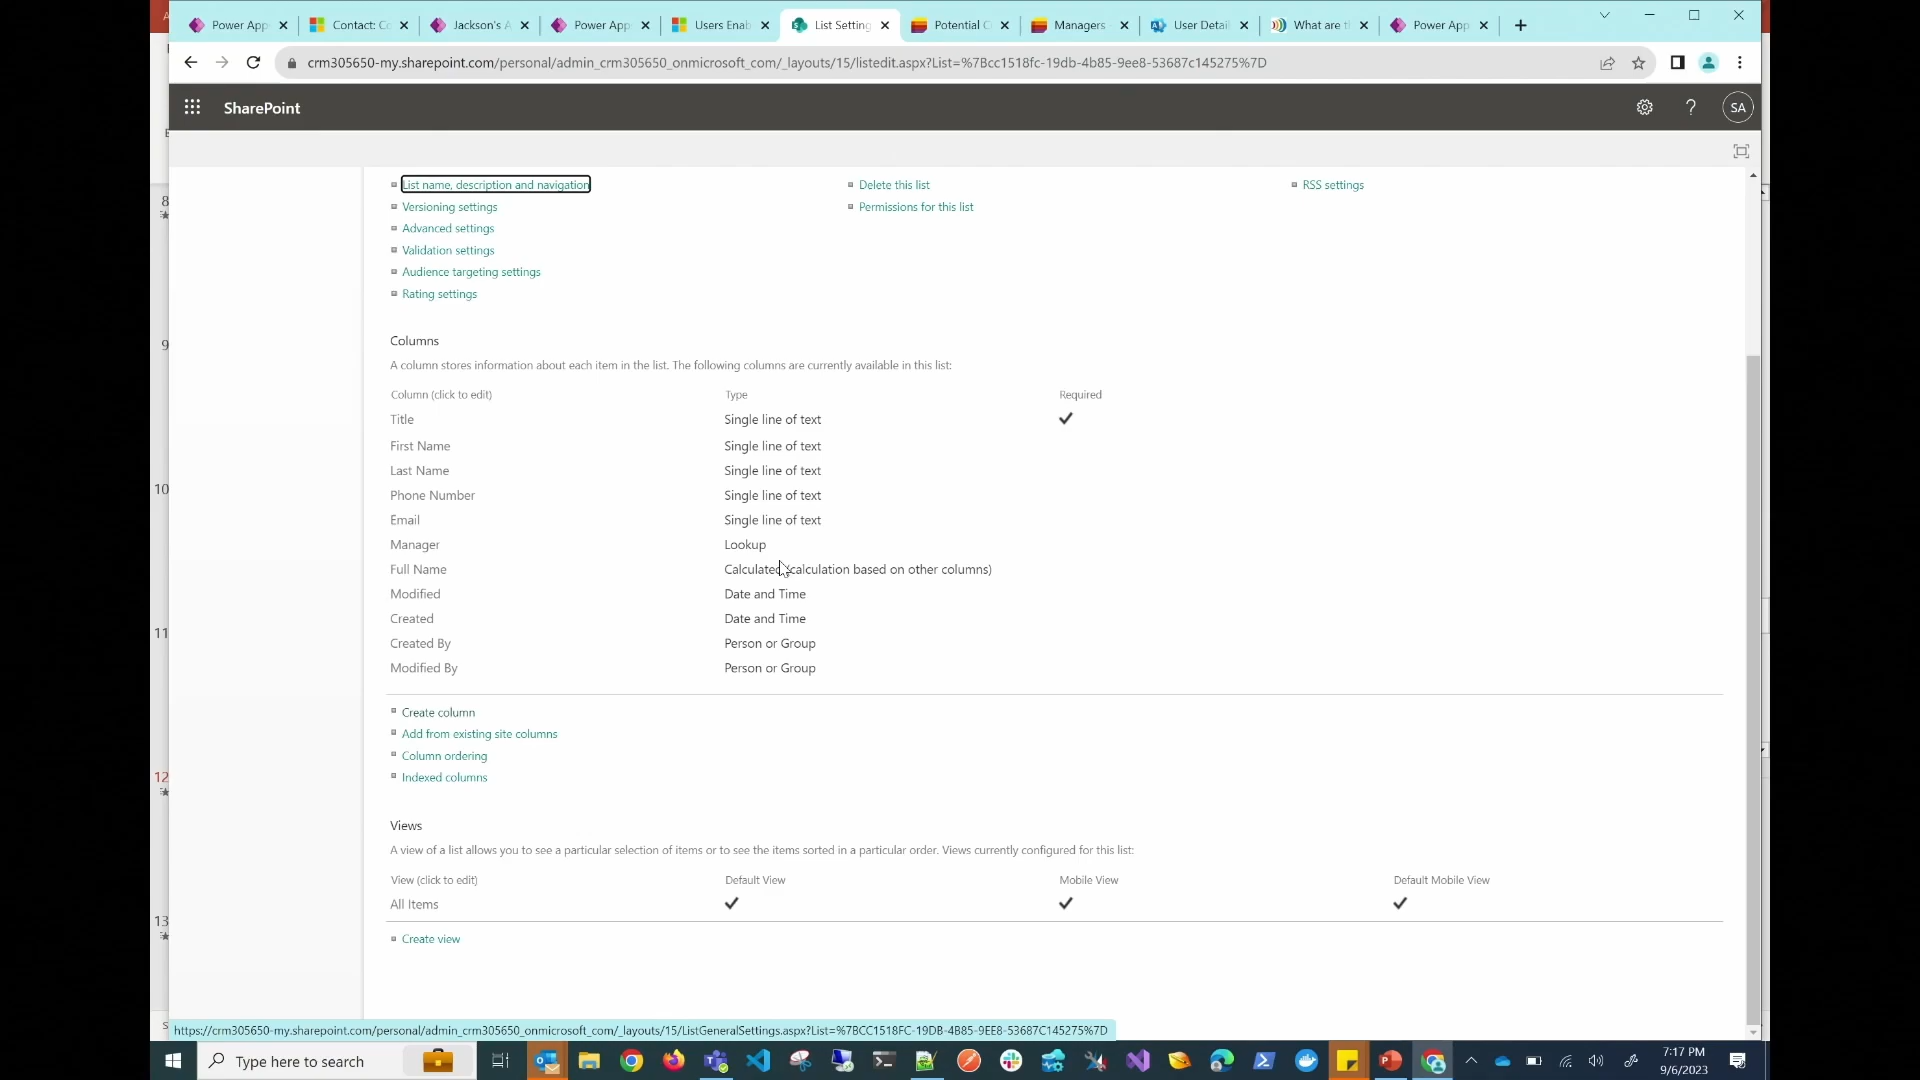 Power App
Contact: Co
Jackson's A
Power App
Users Enab
List Setting
Potential C
Managers
User Detail
What are t
Power App
crm305650-my.sharepoint.com/personal/admin_crm305650_onmicrosoft_com/_layouts/15/listedit.aspx?List=%7Bcc1518fc-19db-4b85-9ee8-53687c145275%7D
SharePoint
?
SA
List name, description and navigation
Delete this list
RSS settings
Versioning settings
Permissions for this list
Advanced settings
Validation settings
Audience targeting settings
Rating settings
8
9
10
11
12
13
Columns
A column stores information about each item in the list. The following columns are currently available in this list:
Column (click to edit) Type Required
Title Single line of text
First Name Single line of text
Last Name Single line of text
Phone Number Single line of text
Email Single line of text
Manager Lookup
Full Name Calculated (calculation based on other columns)
Modified Date and Time
Created Date and Time
Created By Person or Group
Modified By Person or Group
Create column
Add from existing site columns
Column ordering
Indexed columns
Views
A view of a list allows you to see a particular selection of items or to see the items sorted in a particular order. Views currently configured for this list:
View (click to edit) Default View Mobile View Default Mobile View
All Items
Create view
https://crm305650-my.sharepoint.com/personal/admin_crm305650_onmicrosoft_com/_layouts/15/ListGeneralSettings.aspx?List=%7BCC1518FC-19DB-4B85-9EE8-53687C145275%7D
Type here to search
7:17 PM
9/6/2023